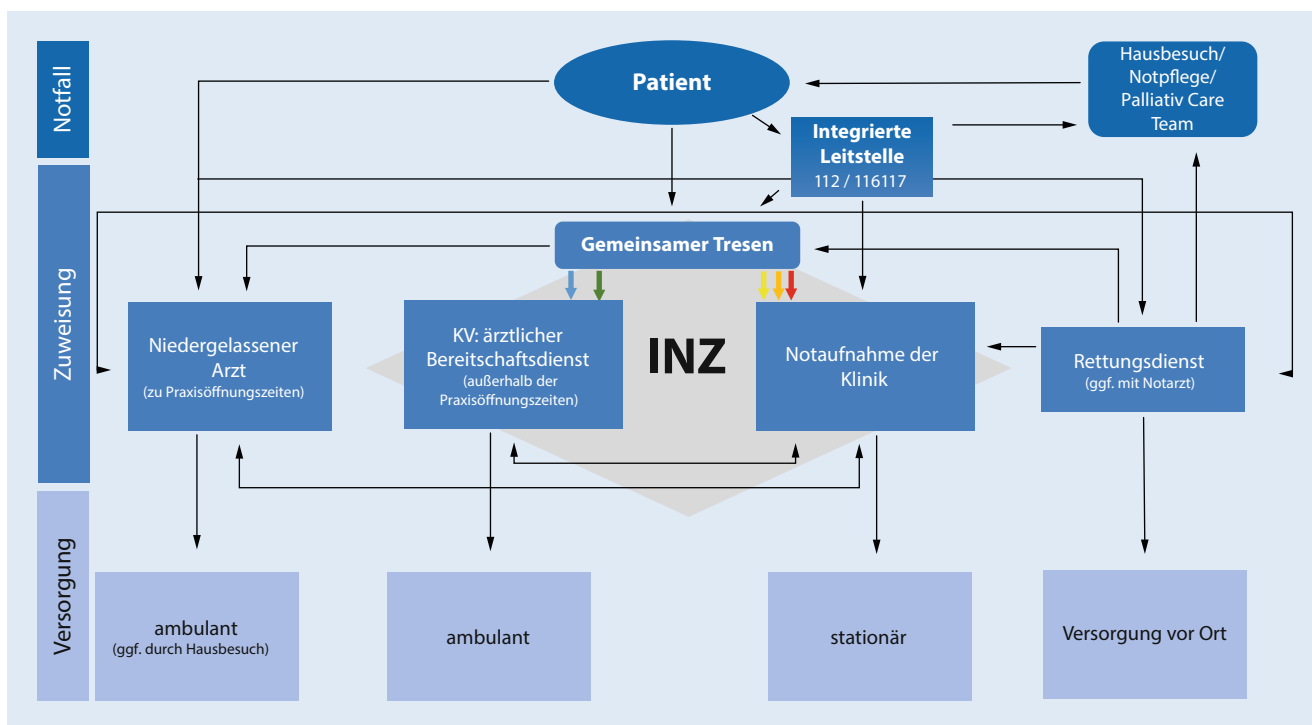 Notfall
Patient
Hausbesuch/
Notpflege/
Palliativ Care
Team
Integrierte
Leitstelle
112 / 116117
Zuweisung
Gemeinsamer Tresen
Niedergelassener
Arzt
(zu Praxisöffnungszeiten)
KV: ärztlicher
Bereitschaftsdienst
(außerhalb der
Praxisöffnungszeiten)
INZ
Notaufnahme der
Klinik
Rettungsdienst
(ggf. mit Notarzt)
Versorgung
ambulant
(ggf. durch Hausbesuch)
ambulant
stationär
Versorgung vor Ort